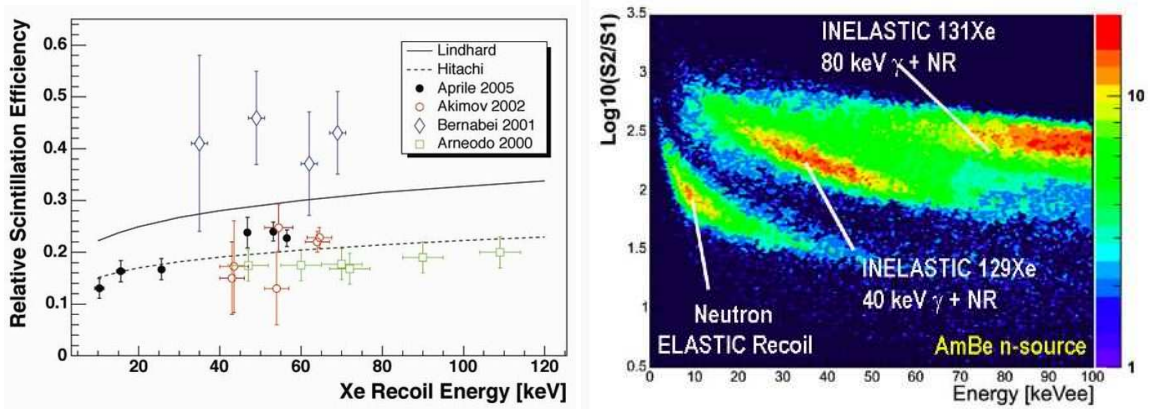 Relative Scintillation Efficiency
0.6
0.5
0.4
0.3
0.2
0.1
0
Lindhard
Hitachi
Aprile 2005
Akimov 2002
Bernabei 2001
Arneodo 2000
20 40 60 80 100 120
Xe Recoil Energy [keV]
Log10(S2/S1)
3.5
3
2.5
2
1.5
1
0.5
INELASTIC 131Xe
80 keV γ + NR
INELASTIC 129Xe
40 keV γ + NR
Neutron
ELASTIC Recoil
AmBe n-source
0 10 20 30 40 50 60 70 80 90 100
Energy [keVee]
10
1